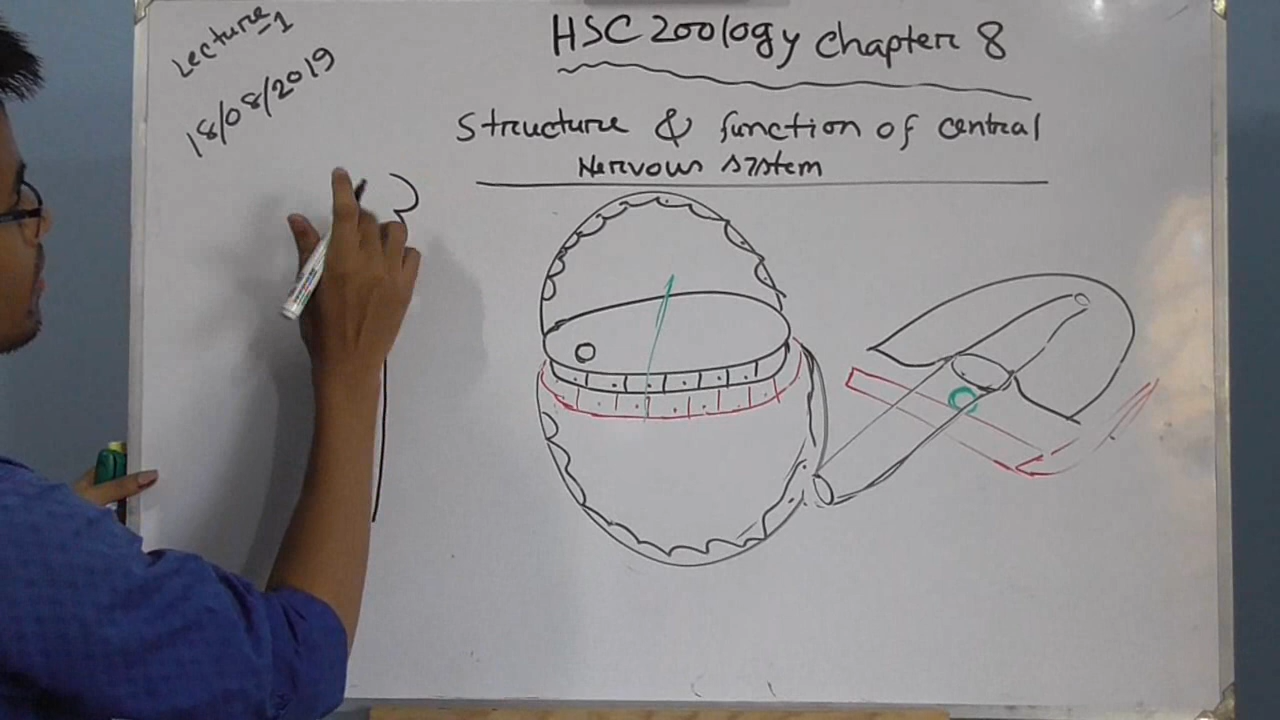 Lecture-1
18/08/2019
HSC Zoology chapter 8
Structure & function of central
Nervous system